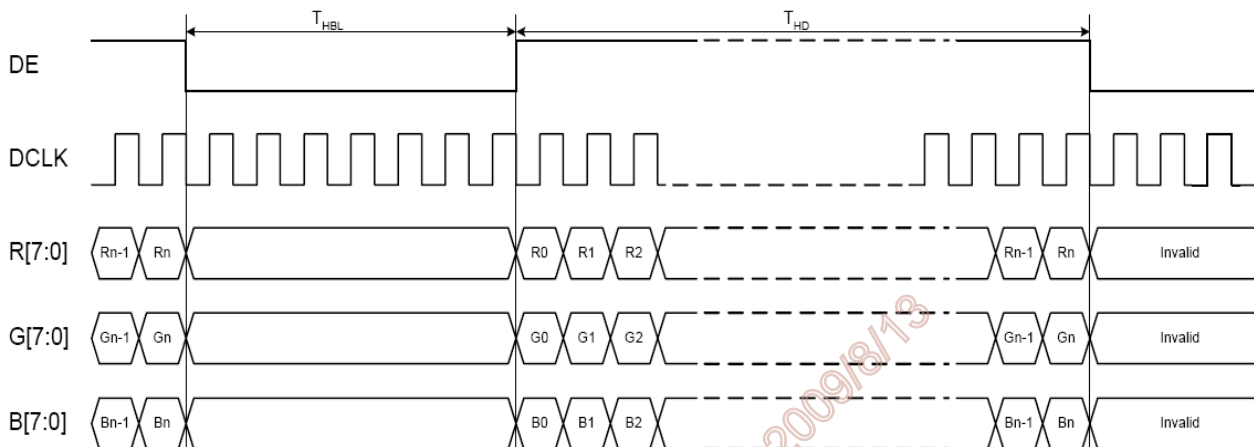 T_HBL T_HD
DE
DCLK
R[7:0] Rn-1 Rn R0 R1 R2 Rn-1 Rn Invalid
G[7:0] Gn-1 Gn G0 G1 G2 Gn-1 Gn Invalid
B[7:0] Bn-1 Bn B0 B1 B2 Bn-1 Bn Invalid
2009/8/13